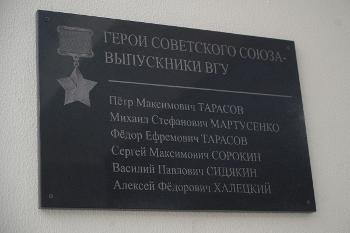 ГЕРОИ СОВЕТСКОГО СОЮЗА-
ВЫПУСКНИКИ ВГУ
Пётр Максимович ТАРАСОВ
Михаил Стефанович МАРТУСЕНКО
Фёдор Ефремович ТАРАСОВ
Сергей Максимович СОРОКИН
Василий Павлович СИДЯКИН
Алексей Фёдорович ХАЛЕЦКИЙ